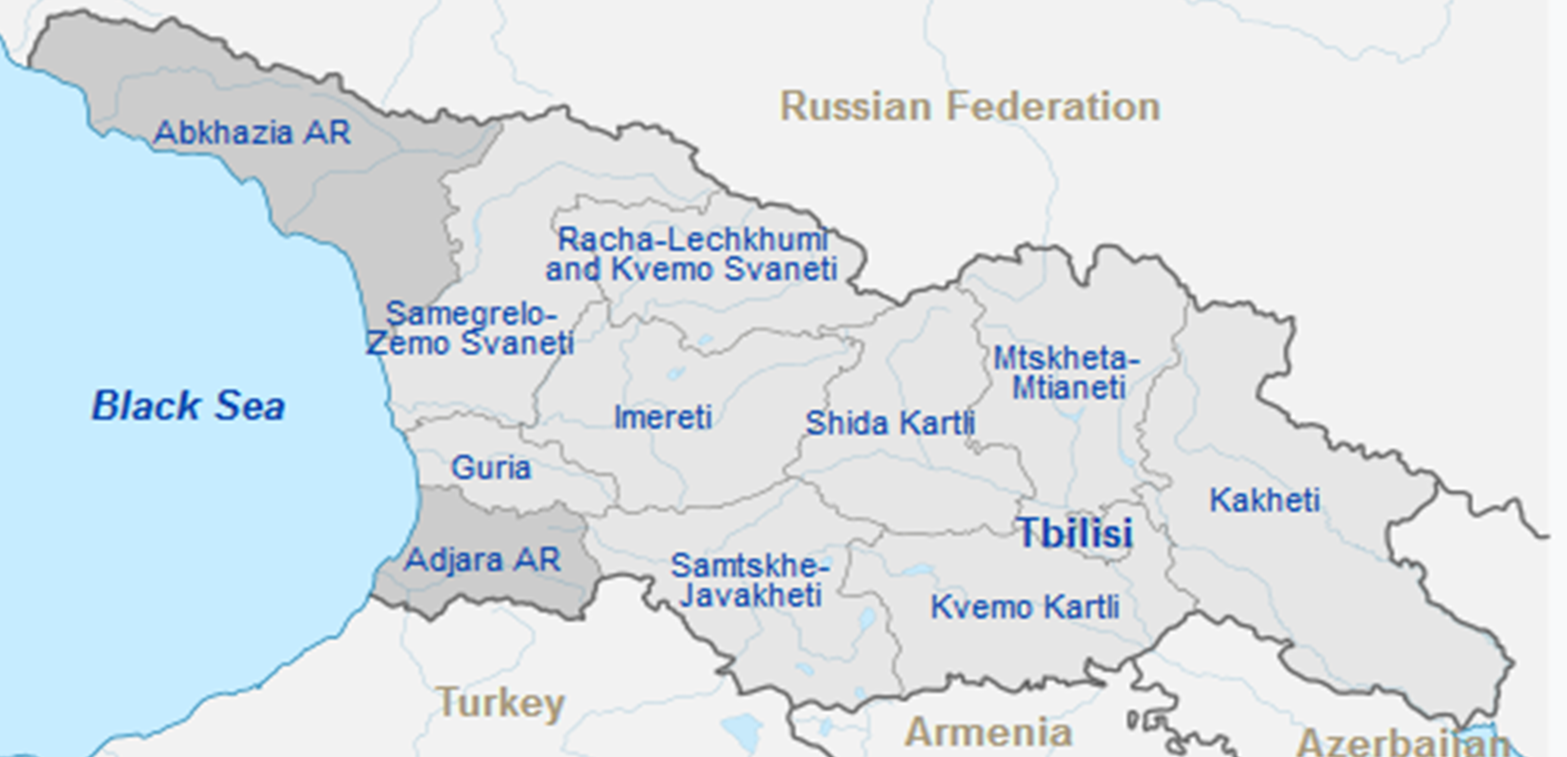 Russian Federation
Abkhazia AR
Racha-Lechkhumi
and Kvemo Svaneti
Samegrelo-
Zemo Svaneti
Mtskheta-
Mtianeti
Black Sea
Imereti
Shida Kartli
Guria
Kakheti
Tbilisi
Adjara AR
Samtskhe-
Javakheti
Kvemo Kartli
Turkey
Armenia
Azerbaijan